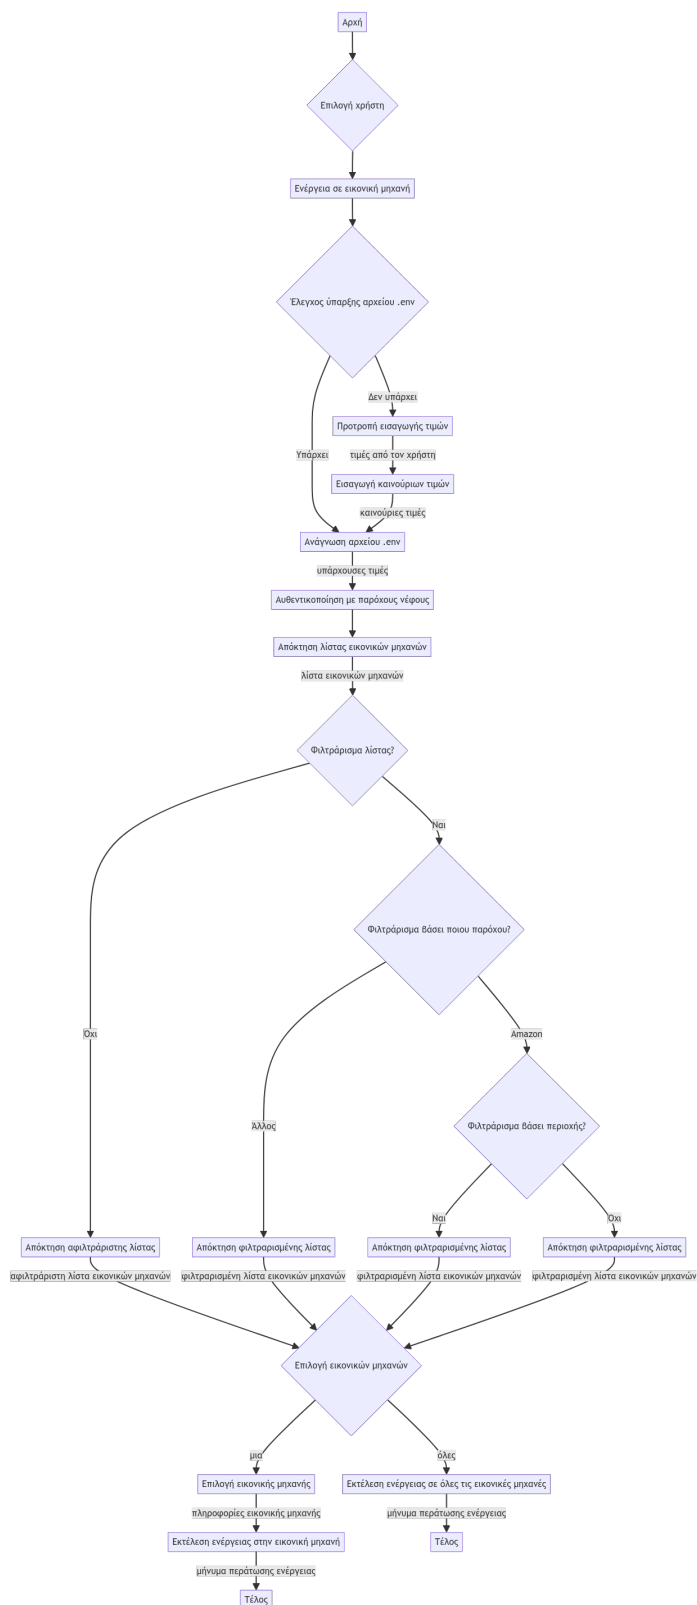 Αρχή
Επιλογή χρήστη
Ενέργεια σε εικονική μηχανή
Έλεγχος ύπαρξης αρχείου .env
Δεν υπάρχει
Προτροπή εισαγωγής τιμών
Υπάρχει
τιμές από τον χρήστη
Εισαγωγή καινούριων τιμών
καινούριες τιμές
Ανάγνωση αρχείου .env
υπάρχουσες τιμές
Αυθεντικοποίηση με παρόχους νέφους
Απόκτηση λίστας εικονικών μηχανών
λίστα εικονικών μηχανών
Φιλτράρισμα λίστας?
Ναι
Φιλτράρισμα βάσει ποιου παρόχου?
Όχι
Amazon
Άλλος
Φιλτράρισμα βάσει περιοχής?
Ναι
Όχι
Απόκτηση αφιλτράριστης λίστας
Απόκτηση φιλτραρισμένης λίστας
Απόκτηση φιλτραρισμένης λίστας
Απόκτηση φιλτραρισμένης λίστας
αφιλτράριστη λίστα εικονικών μηχανών
φιλτραρισμένη λίστα εικονικών μηχανών
φιλτραρισμένη λίστα εικονικών μηχανών
φιλτραρισμένη λίστα εικονικών μηχανών
Επιλογή εικονικών μηχανών
μια
όλες
Επιλογή εικονικής μηχανής
Εκτέλεση ενέργειας σε όλες τις εικονικές μηχανές
πληροφορίες εικονικής μηχανής
μήνυμα περάτωσης ενέργειας
Εκτέλεση ενέργειας στην εικονική μηχανή
Τέλος
μήνυμα περάτωσης ενέργειας
Τέλος